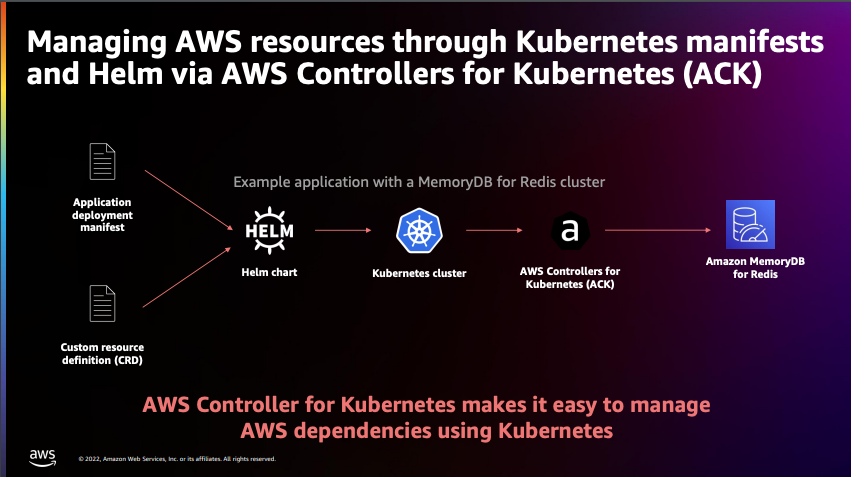 Managing AWS resources through Kubernetes manifests
and Helm via AWS Controllers for Kubernetes (ACK)
Example application with a MemoryDB for Redis cluster
Application
deployment
manifest
Custom resource
definition (CRD)
HELM
Helm chart
Kubernetes cluster
a
AWS Controllers for
Kubernetes (ACK)
Amazon MemoryDB
for Redis
AWS Controller for Kubernetes makes it easy to manage
AWS dependencies using Kubernetes
aws
© 2022, Amazon Web Services, Inc. or its affiliates. All rights reserved.